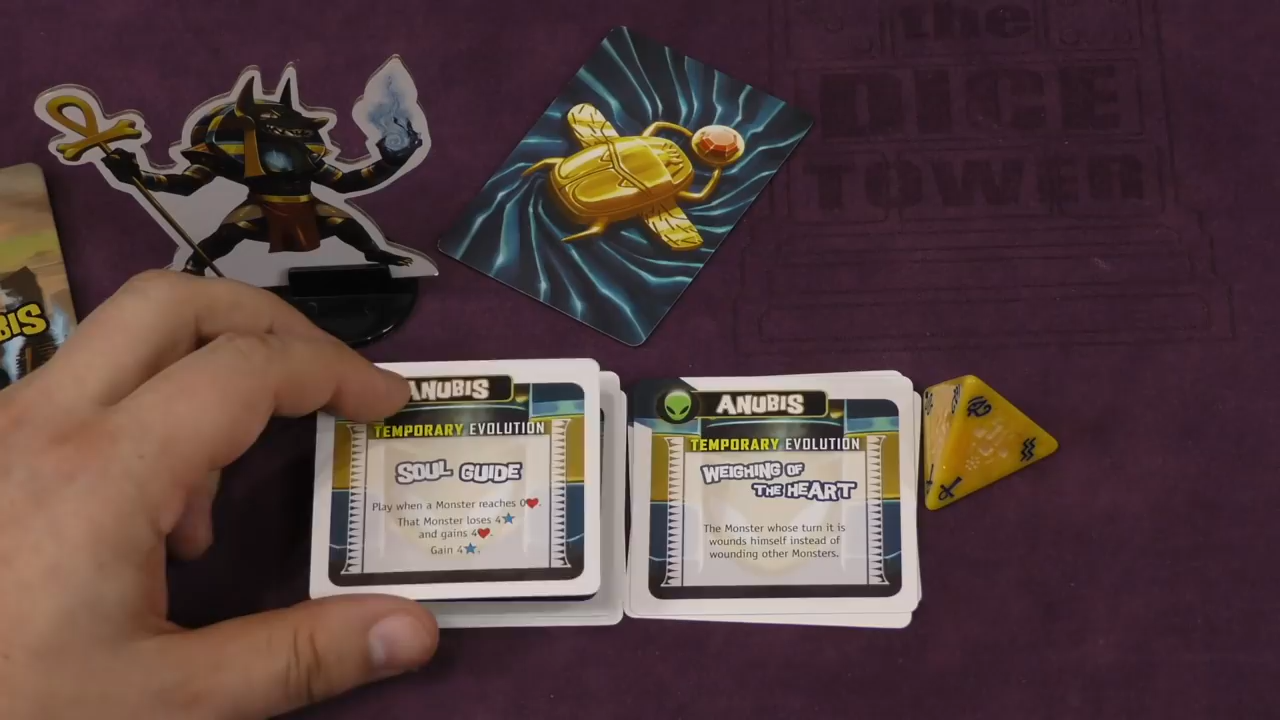 the
DICE
TOWER
BIS
ANUBIS
TEMPORARY EVOLUTION
SOUL GUIDE
Play when a Monster reaches 0❤.
That Monster loses 4★
and gains 4❤.
Gain 4★.
ANUBIS
TEMPORARY EVOLUTION
WEIGHING OF
THE HEART
The Monster whose turn it is
wounds himself instead of
wounding other Monsters.